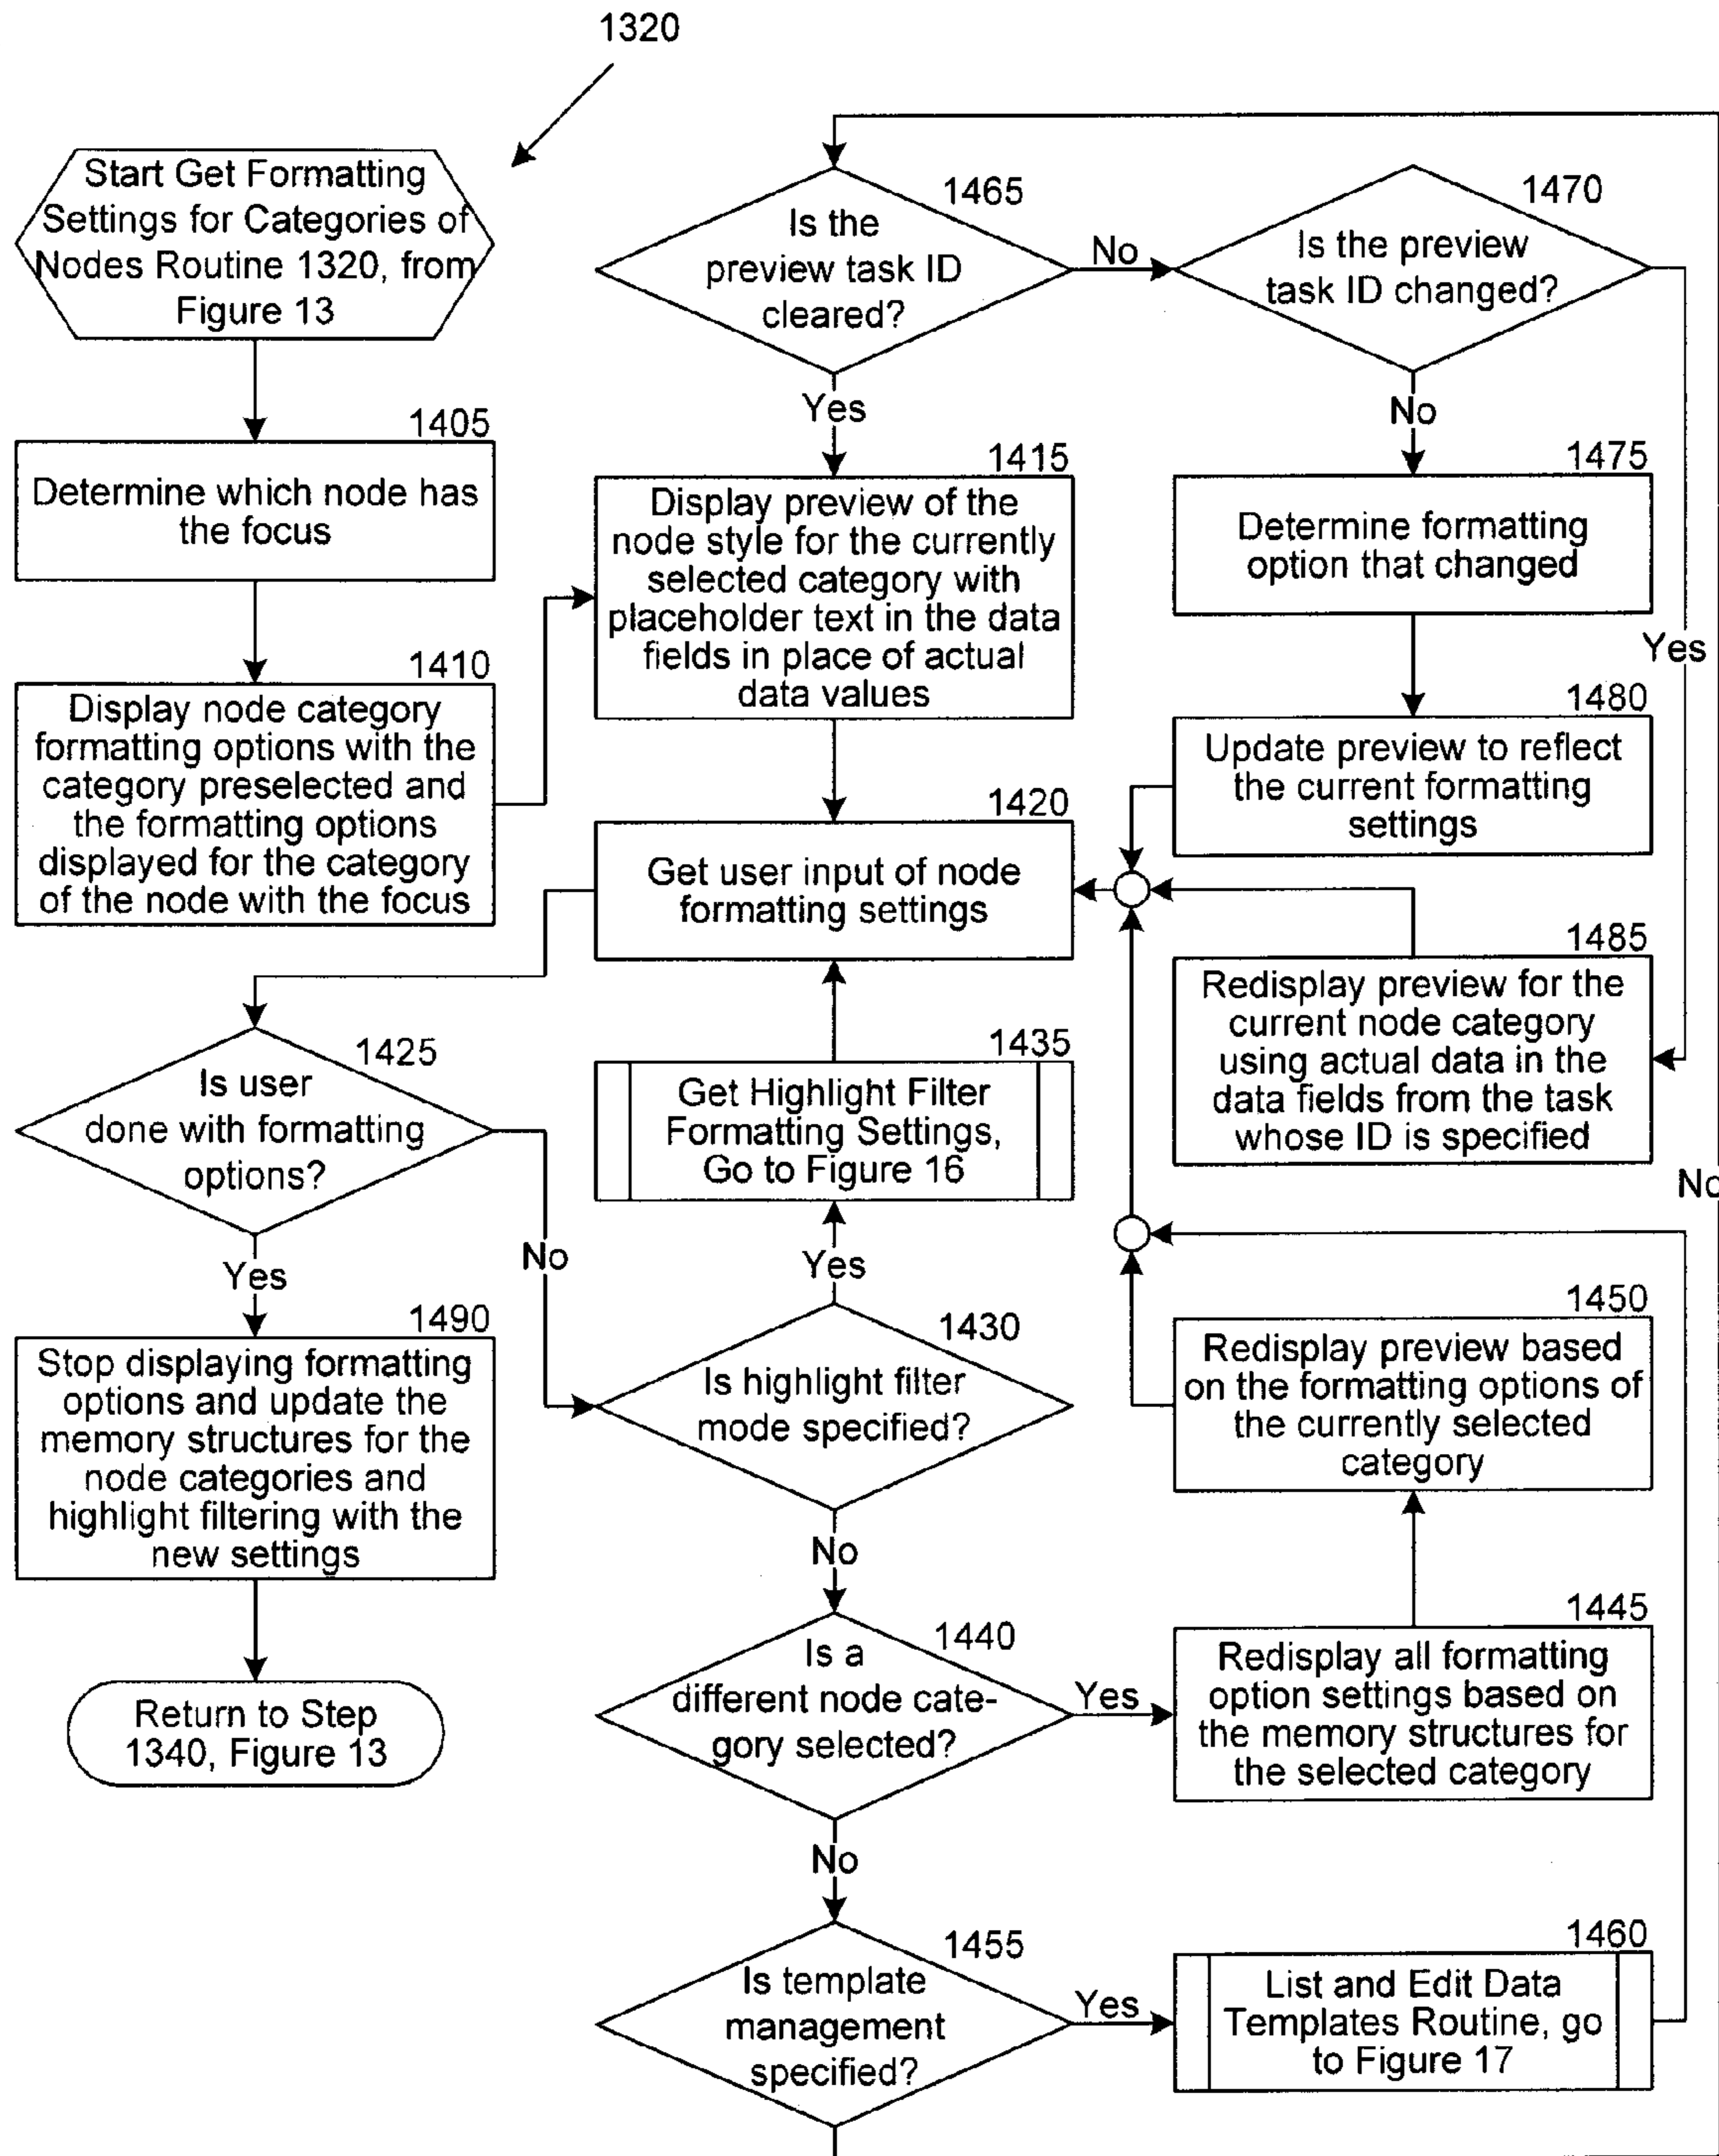 1320
Start Get Formatting
Settings for Categories of
Nodes Routine 1320, from
Figure 13
1405
Determine which node has
the focus
1410
Display node category
formatting options with the
category preselected and
the formatting options
displayed for the category
of the node with the focus
1465
Is the
preview task ID
cleared?
No
Yes
1470
Is the preview
task ID changed?
No
Yes
1415
Display preview of the
node style for the currently
selected category with
placeholder text in the data
fields in place of actual
data values
1475
Determine formatting
option that changed
1480
Update preview to reflect
the current formatting
settings
1420
Get user input of node
formatting settings
1485
Redisplay preview for the
current node category
using actual data in the
data fields from the task
whose ID is specified
1425
Is user
done with formatting
options?
No
Yes
1435
Get Highlight Filter
Formatting Settings,
Go to Figure 16
Yes
1430
Is highlight filter
mode specified?
No
1450
Redisplay preview based
on the formatting options of
the currently selected
category
No
1490
Stop displaying formatting
options and update the
memory structures for the
node categories and
highlight filtering with the
new settings
Return to Step
1340, Figure 13
1440
Is a
different node cate-
gory selected?
Yes
No
1445
Redisplay all formatting
option settings based on
the memory structures for
the selected category
1455
Is template
management
specified?
Yes
1460
List and Edit Data
Templates Routine, go
to Figure 17